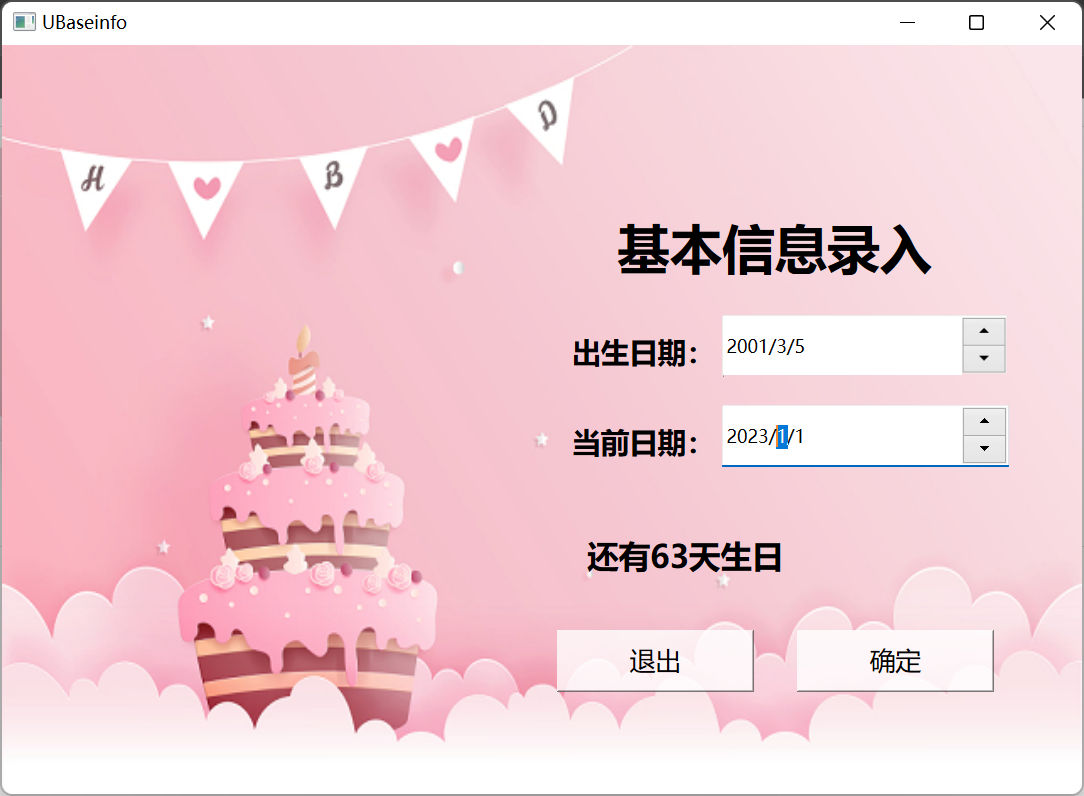 UBaseinfo
H B D
基本信息录入
出生日期： 2001/3/5
当前日期： 2023/1/1
还有63天生日
退出 确定